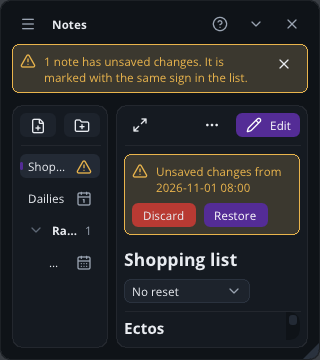 Notes
1 note has unsaved changes. It is
marked with the same sign in the list.
Edit
Shop...
Unsaved changes from
2026-11-01 08:00
Dailies
Discard
Restore
Ra...
1
...
Shopping list
No reset
Ectos